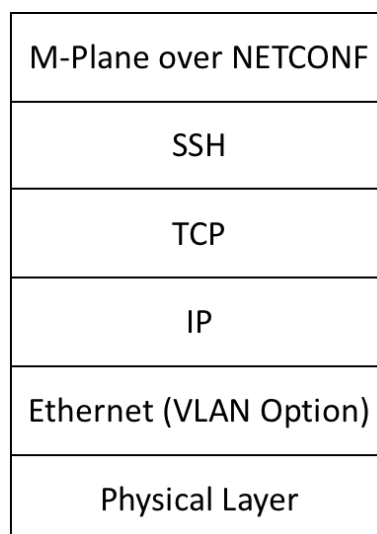 M-Plane over NETCONF
SSH
TCP
IP
Ethernet (VLAN Option)
Physical Layer